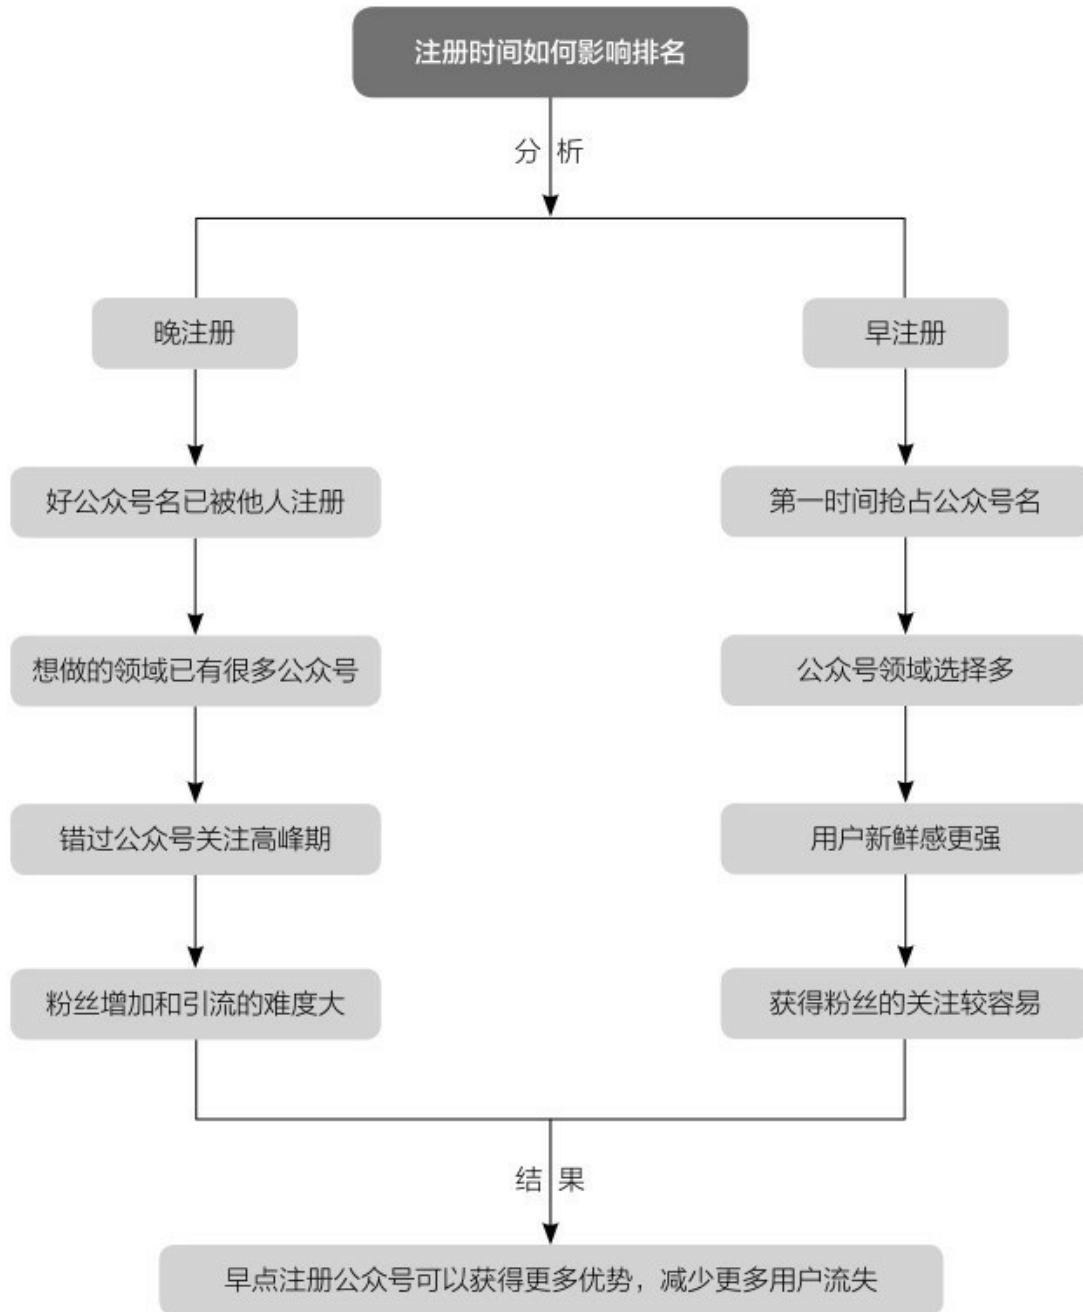 注册时间如何影响排名
分析
晚注册
早注册
好公众号名已被他人注册
第一时间抢占公众号名
想做的领域已有很多公众号
公众号领域选择多
错过公众号关注高峰期
用户新鲜感更强
粉丝增加和引流的难度大
获得粉丝的关注较容易
结果
早点注册公众号可以获得更多优势，减少更多用户流失